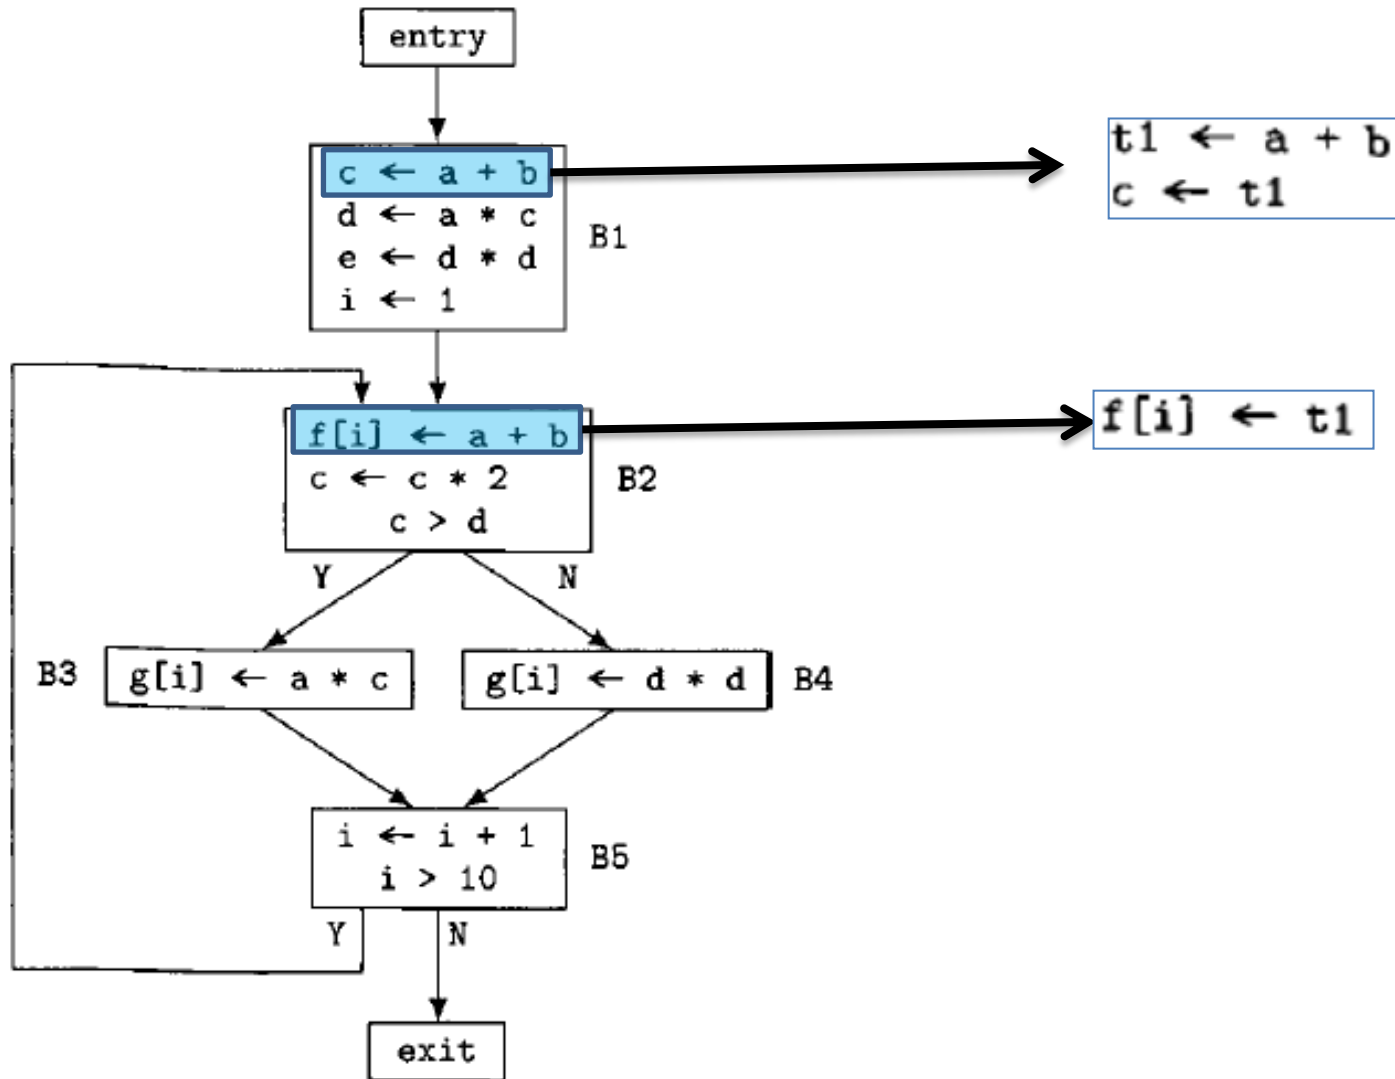 entry
c ← a + b
d ← a * c
e ← d * d
i ← 1
B1
t1 ← a + b
c ← t1
f[i] ← a + b
c ← c * 2
c > d
B2
f[i] ← t1
Y
N
B3
g[i] ← a * c
g[i] ← d * d
B4
i ← i + 1
i > 10
B5
Y
N
exit